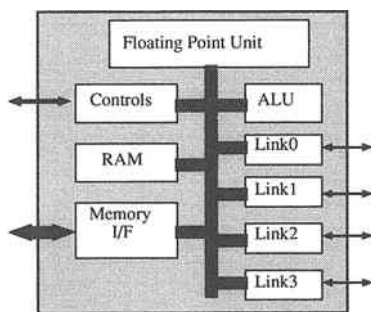 Floating Point Unit
Controls
ALU
Link0
RAM
Link1
Memory
I/F
Link2
Link3